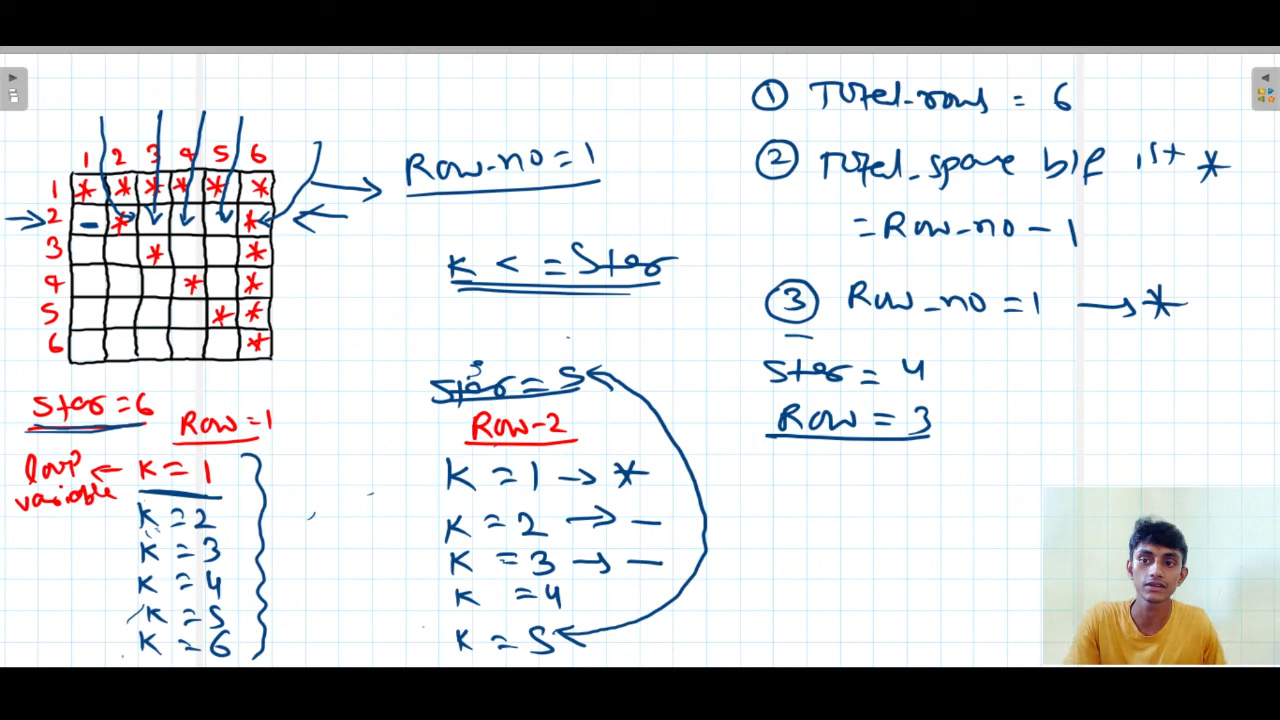 1 2 3 4 5 6
1 * * * * * *
2 - * *
3 * *
4 * *
5 * *
6 *
Row_no = 1
K < = Star
Star = 6
Row = 1
loop variable ← K = 1
K = 2
K = 3
K = 4
K = 5
K = 6
Star = 5
Row-2
K = 1 → *
K = 2 → –
K = 3 → –
K = 4
K = 5
① Total_rows = 6
② Total_space b/f 1st *
= Row_no - 1
③ Row_no = 1 → *
Star = 4
Row = 3